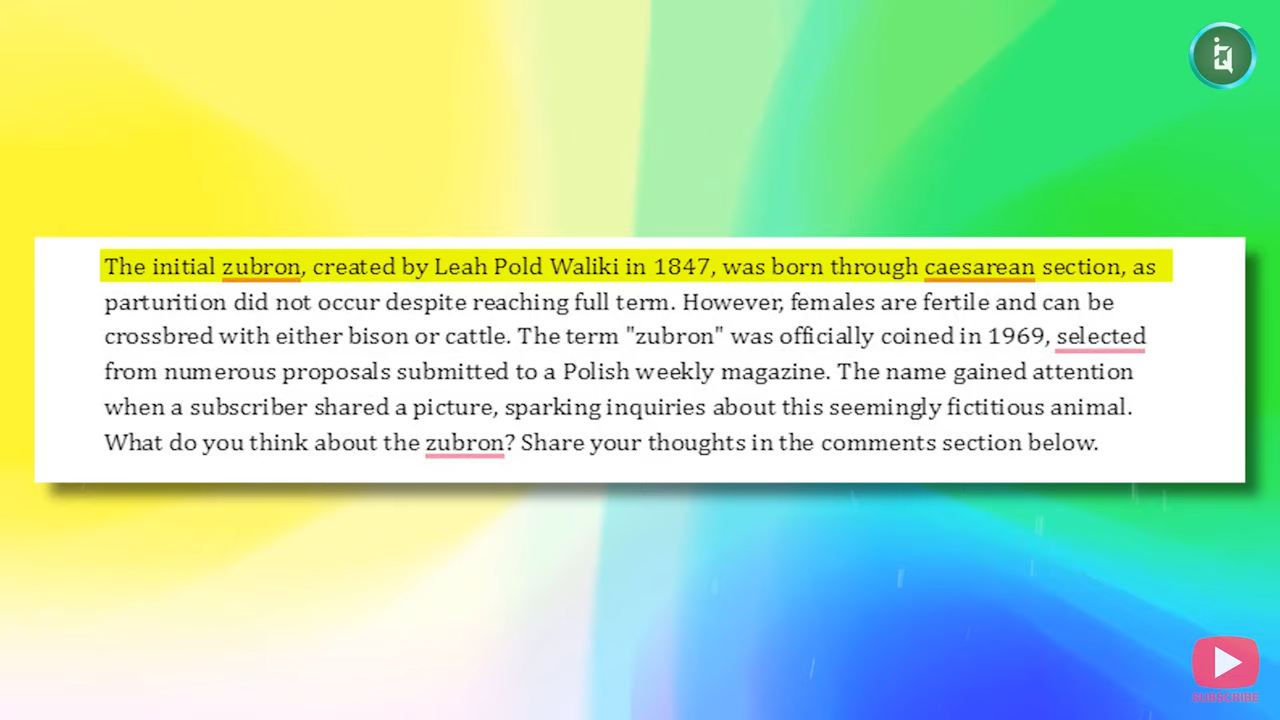 The initial zubron, created by Leah Pold Waliki in 1847, was born through caesarean section, as
parturition did not occur despite reaching full term. However, females are fertile and can be
crossbred with either bison or cattle. The term "zubron" was officially coined in 1969, selected
from numerous proposals submitted to a Polish weekly magazine. The name gained attention
when a subscriber shared a picture, sparking inquiries about this seemingly fictitious animal.
What do you think about the zubron? Share your thoughts in the comments section below.
SUBSCRIBE